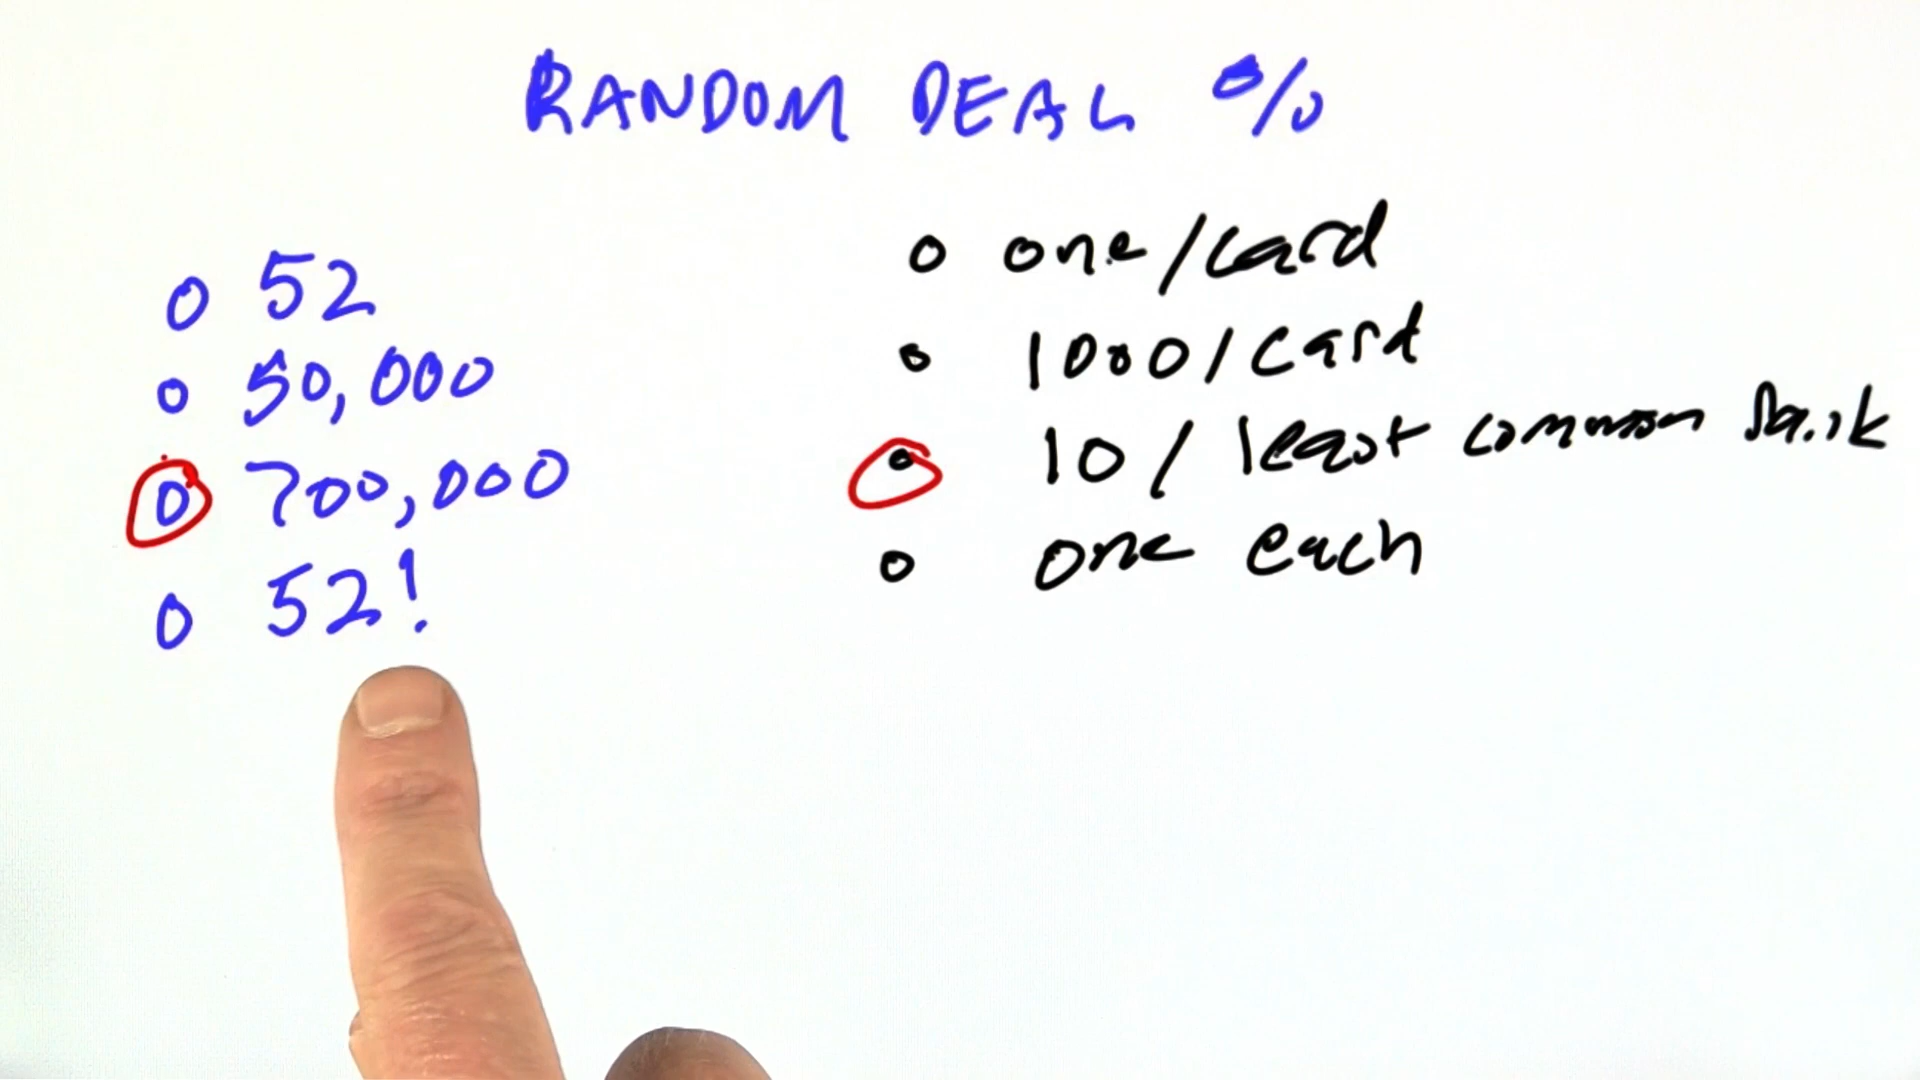 RANDOM DEAL %
52
50,000
700,000
52!
one/card
1000/card
10/least common
one each